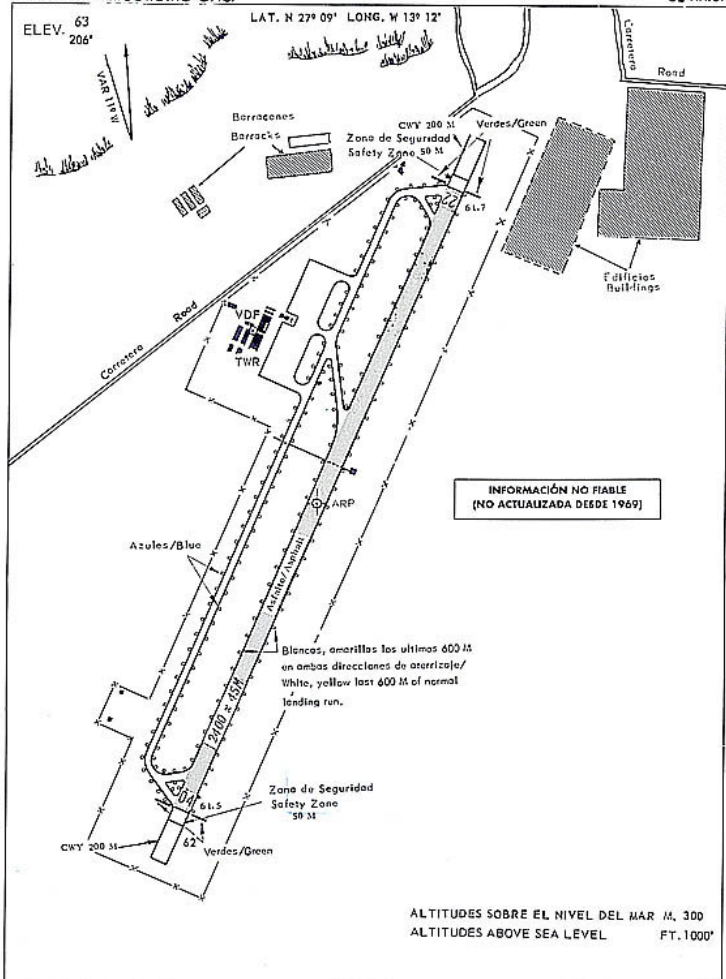 ELEV. 63
206'
LAT. N 27º 09' LONG. W 13º 12'
VAR 11º W
Carretera
Road
Barracones
Barracks
CWY 200 M
Verdes/Green
Zona de Seguridad
Safety Zone 50 M
22
61.7
Edificios
Buildings
VDF
TWR
Carretera Road
INFORMACIÓN NO FIABLE
(NO ACTUALIZADA DESDE 1969)
ARP
Azules/Blue
Asfalto/Asphalt
Blancas, amarillas los ultimos 600 M
en ambas direcciones de aterrizaje/
White, yellow last 600 M of normal
landing run.
2400 x 45M
04
61.5
Zona de Seguridad
Safety Zone
50 M
62
CWY 200 M
Verdes/Green
ALTITUDES SOBRE EL NIVEL DEL MAR M. 300
ALTITUDES ABOVE SEA LEVEL FT. 1000'